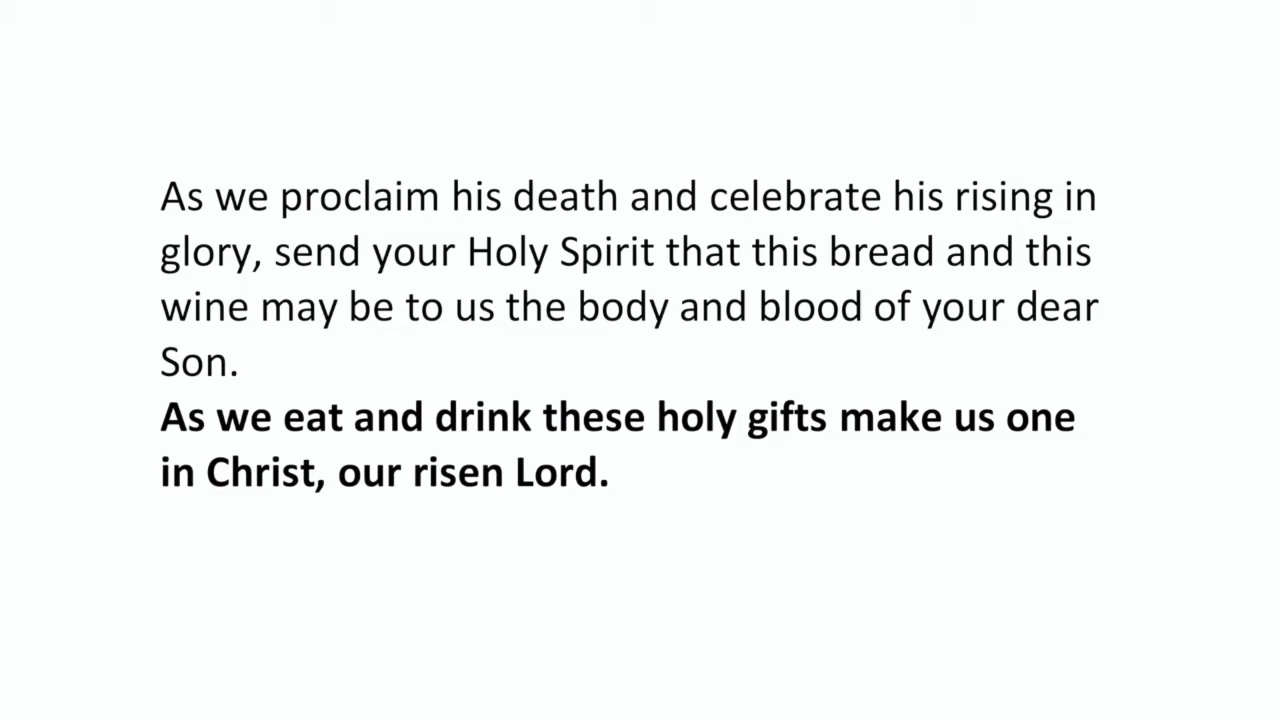 As we proclaim his death and celebrate his rising in
glory, send your Holy Spirit that this bread and this
wine may be to us the body and blood of your dear
Son.
As we eat and drink these holy gifts make us one
in Christ, our risen Lord.